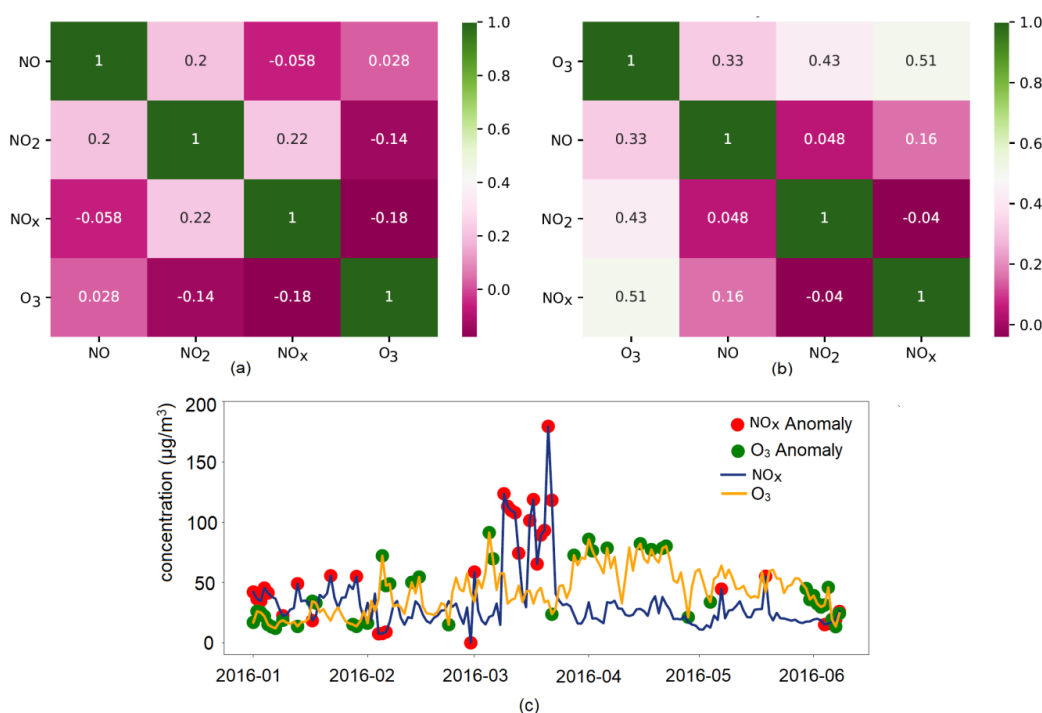 1.0
NO 1 0.2 -0.058 0.028
0.8
NO₂ 0.2 1 0.22 -0.14
0.6
0.4
NOₓ -0.058 0.22 1 -0.18
0.2
O₃ 0.028 -0.14 -0.18 1
0.0
NO NO₂ NOₓ O₃
(a)
1.0
O₃ 1 0.33 0.43 0.51
0.8
NO 0.33 1 0.048 0.16
0.6
0.4
NO₂ 0.43 0.048 1 -0.04
0.2
NOₓ 0.51 0.16 -0.04 1
0.0
O₃ NO NO₂ NOₓ
(b)
concentration (µg/m³)
200
150
100
50
0
NOₓ Anomaly
O₃ Anomaly
NOₓ
O₃
2016-01 2016-02 2016-03 2016-04 2016-05 2016-06
(c)